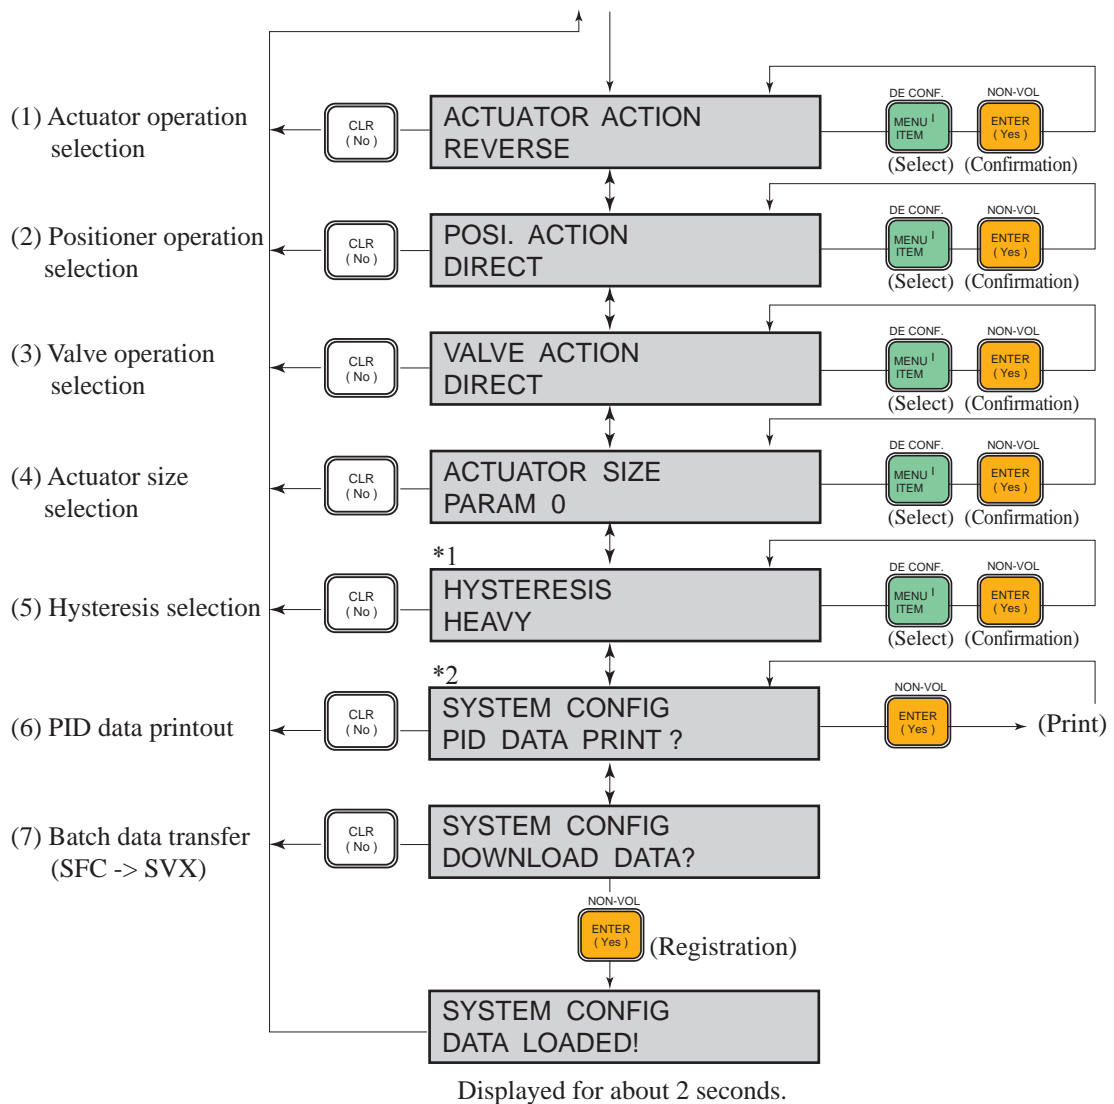 DE CONF. NON-VOL
(1) Actuator operation selection
CLR (No)
ACTUATOR ACTION
REVERSE
MENU I ITEM
ENTER (Yes)
(Select) (Confirmation)
DE CONF. NON-VOL
(2) Positioner operation selection
CLR (No)
POSI. ACTION
DIRECT
MENU I ITEM
ENTER (Yes)
(Select) (Confirmation)
DE CONF. NON-VOL
(3) Valve operation selection
CLR (No)
VALVE ACTION
DIRECT
MENU I ITEM
ENTER (Yes)
(Select) (Confirmation)
DE CONF. NON-VOL
(4) Actuator size selection
CLR (No)
ACTUATOR SIZE
PARAM 0
MENU I ITEM
ENTER (Yes)
(Select) (Confirmation)
*1
DE CONF. NON-VOL
(5) Hysteresis selection
CLR (No)
HYSTERESIS
HEAVY
MENU I ITEM
ENTER (Yes)
(Select) (Confirmation)
*2
NON-VOL
(6) PID data printout
CLR (No)
SYSTEM CONFIG
PID DATA PRINT ?
ENTER (Yes)
(Print)
(7) Batch data transfer
(SFC -> SVX)
CLR (No)
SYSTEM CONFIG
DOWNLOAD DATA?
NON-VOL
ENTER (Yes)
(Registration)
SYSTEM CONFIG
DATA LOADED!
Displayed for about 2 seconds.